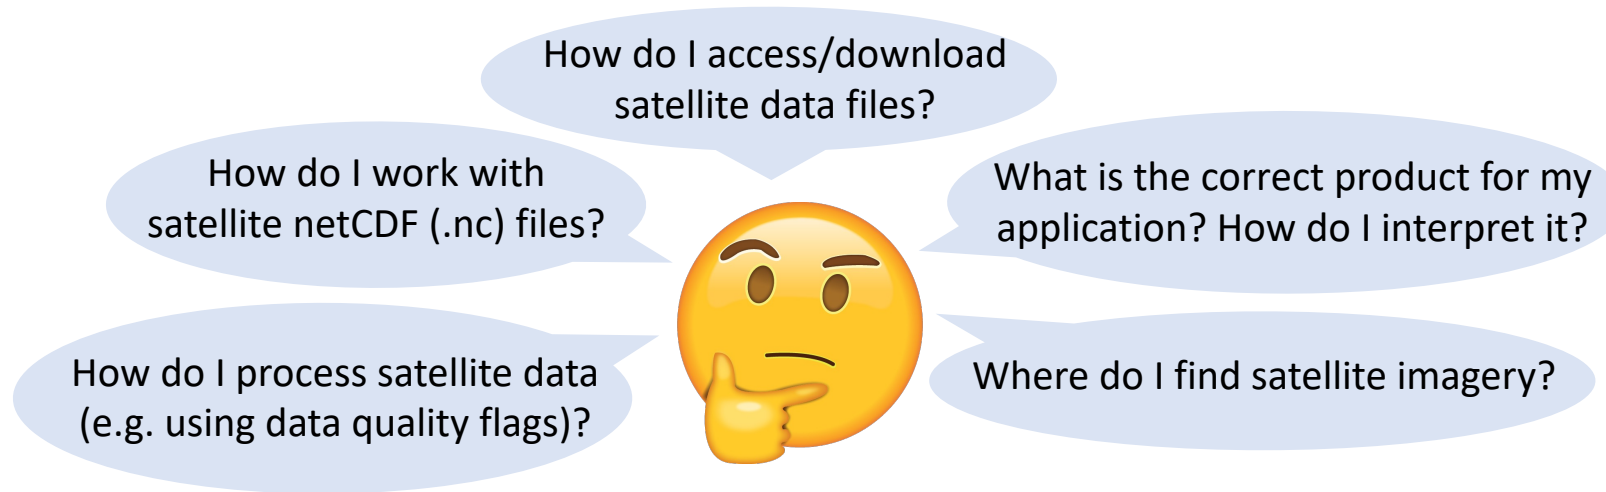 How do I access/download
satellite data files?
How do I work with
satellite netCDF (.nc) files?
What is the correct product for my
application? How do I interpret it?
How do I process satellite data
(e.g. using data quality flags)?
Where do I find satellite imagery?